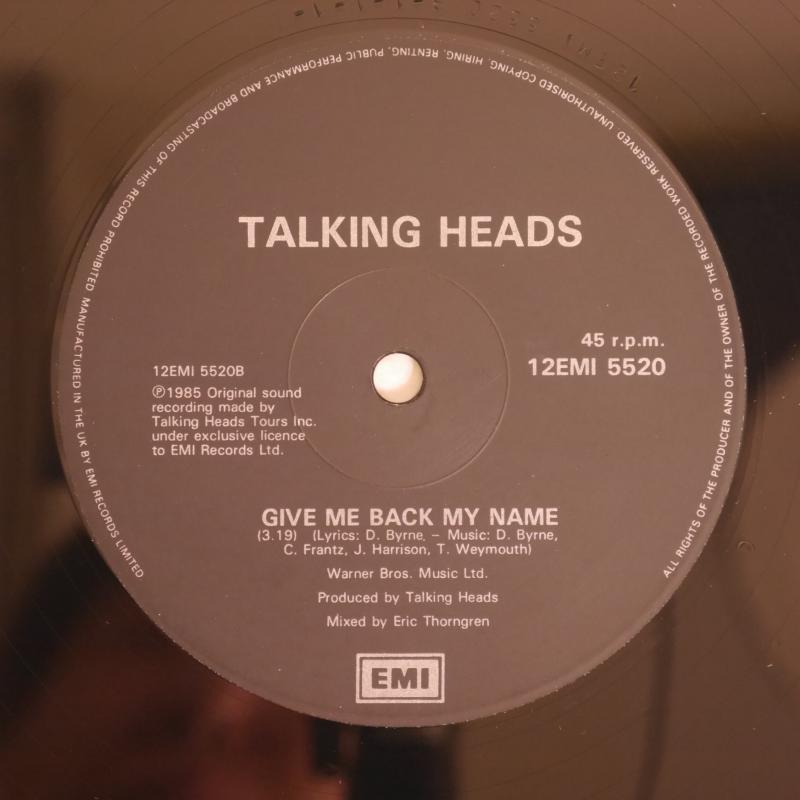 ALL RIGHTS OF THE PRODUCER AND OF THE OWNER OF THE RECORDED WORK RESERVED. UNAUTHORISED COPYING, HIRING, RENTING, PUBLIC PERFORMANCE AND BROADCASTING OF THIS RECORD PROHIBITED. MANUFACTURED IN THE UK BY EMI RECORDS LIMITED
TALKING HEADS
45 r.p.m.
12EMI 5520
12EMI 5520B
℗1985 Original sound
recording made by
Talking Heads Tours Inc.
under exclusive licence
to EMI Records Ltd.
GIVE ME BACK MY NAME
(3.19) (Lyrics: D. Byrne. – Music: D. Byrne,
C. Frantz, J. Harrison, T. Weymouth)
Warner Bros. Music Ltd.
Produced by Talking Heads
Mixed by Eric Thorngren
EMI